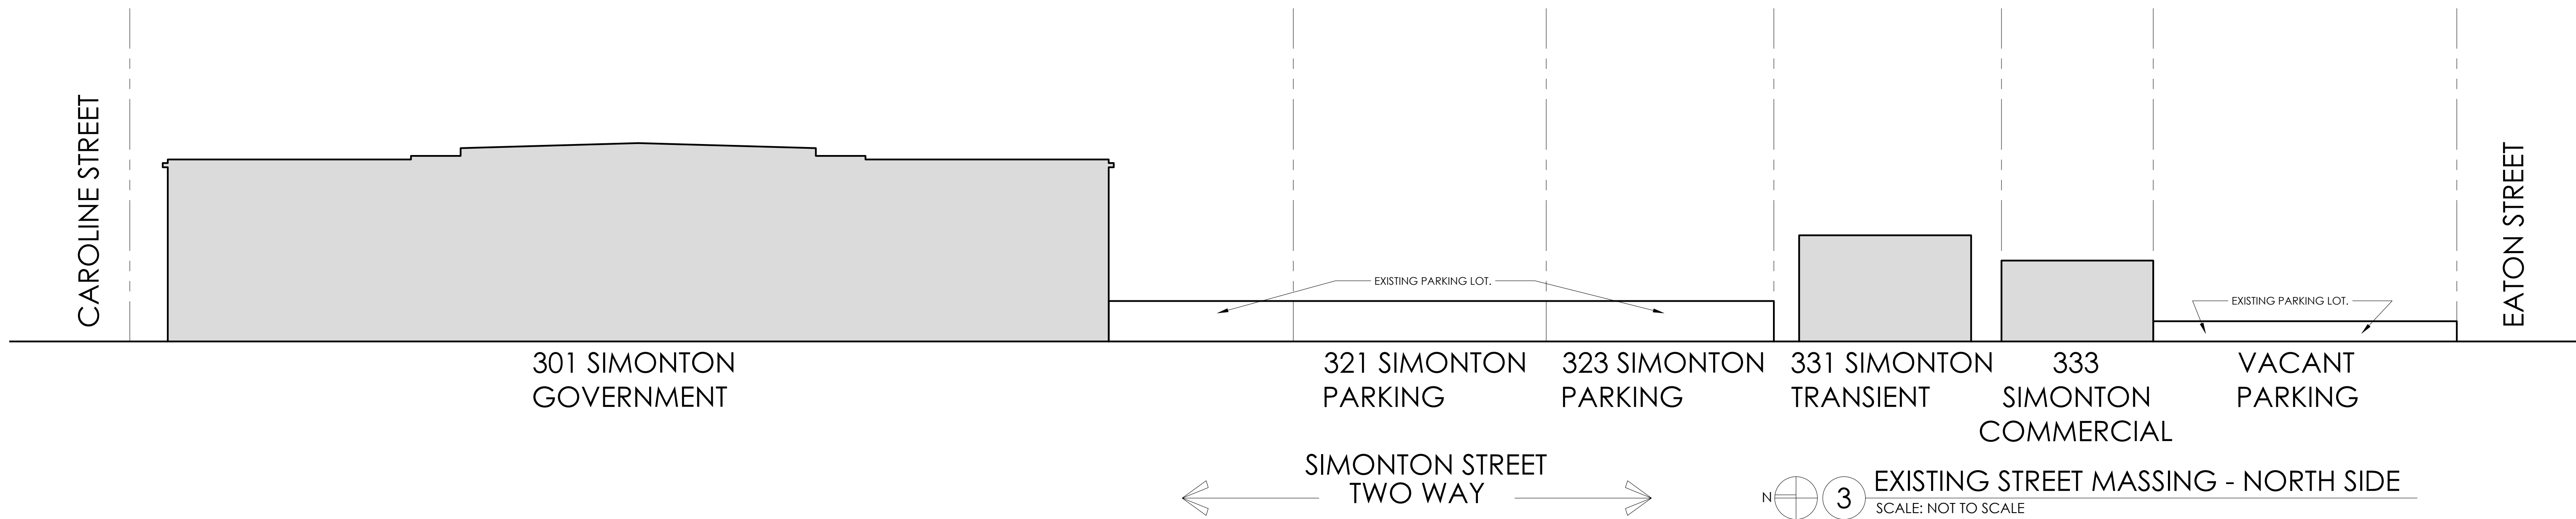 CAROLINE STREET
EXISTING PARKING LOT.
EXISTING PARKING LOT.
EATON STREET
301 SIMONTON
GOVERNMENT
321 SIMONTON
PARKING
323 SIMONTON
PARKING
331 SIMONTON
TRANSIENT
333
SIMONTON
COMMERCIAL
VACANT
PARKING
SIMONTON STREET
TWO WAY
N
3
EXISTING STREET MASSING - NORTH SIDE
SCALE: NOT TO SCALE